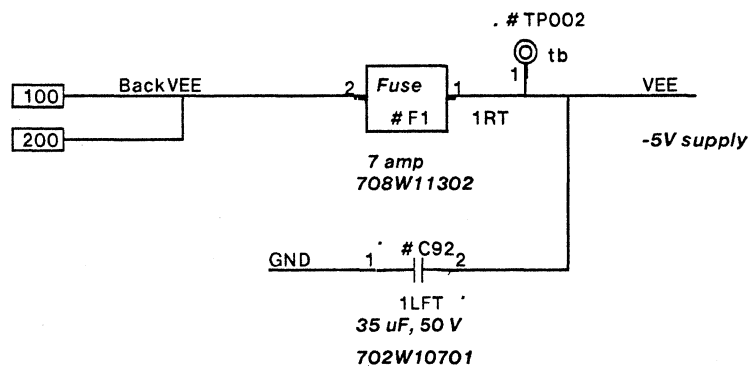 . # TP002
tb
1
100 BackVEE 2 Fuse 1 VEE
# F1 1RT
200
-5V supply
7 amp
708W11302
# C92
GND 1 2
1LFT
35 uF, 50 V
702W10701